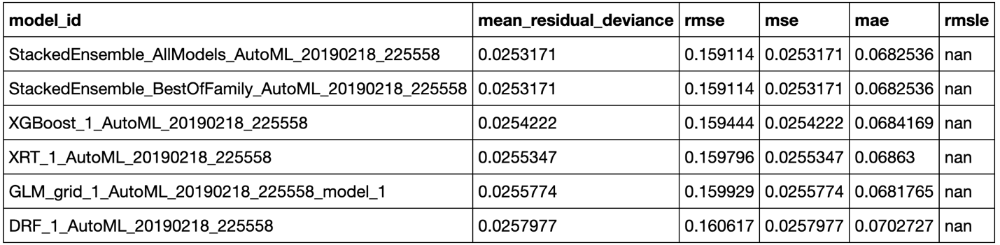 model_id mean_residual_deviance rmse mse mae rmsle
StackedEnsemble_AllModels_AutoML_20190218_225558 0.0253171 0.159114 0.0253171 0.0682536 nan
StackedEnsemble_BestOfFamily_AutoML_20190218_225558 0.0253171 0.159114 0.0253171 0.0682536 nan
XGBoost_1_AutoML_20190218_225558 0.0254222 0.159444 0.0254222 0.0684169 nan
XRT_1_AutoML_20190218_225558 0.0255347 0.159796 0.0255347 0.06863 nan
GLM_grid_1_AutoML_20190218_225558_model_1 0.0255774 0.159929 0.0255774 0.0681765 nan
DRF_1_AutoML_20190218_225558 0.0257977 0.160617 0.0257977 0.0702727 nan